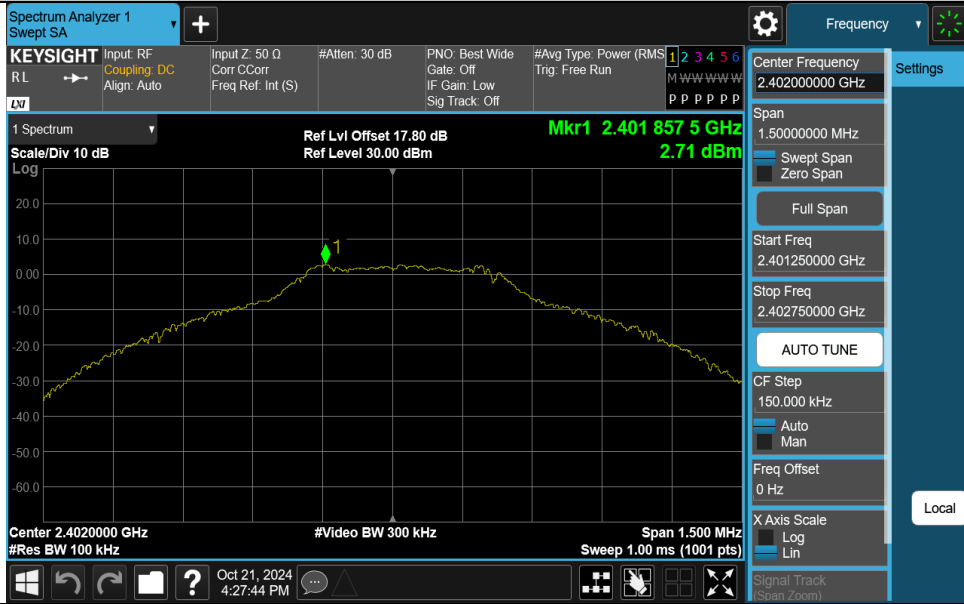 Spectrum Analyzer 1
Swept SA
+
Frequency
KEYSIGHT
R L
LXI
Input: RF
Coupling: DC
Align: Auto
Input Z: 50 Ω
Corr CCorr
Freq Ref: Int (S)
#Atten: 30 dB
PNO: Best Wide
Gate: Off
IF Gain: Low
Sig Track: Off
#Avg Type: Power (RMS
Trig: Free Run
1 2 3 4 5 6
M W W W W W
P P P P P P
1 Spectrum
Scale/Div 10 dB
Log
Ref Lvl Offset 17.80 dB
Ref Level 30.00 dBm
Mkr1 2.401 857 5 GHz
2.71 dBm
1
20.0
10.0
0.00
-10.0
-20.0
-30.0
-40.0
-50.0
-60.0
Center 2.4020000 GHz
#Res BW 100 kHz
#Video BW 300 kHz
Span 1.500 MHz
Sweep 1.00 ms (1001 pts)
Center Frequency
2.402000000 GHz
Span
1.50000000 MHz
Swept Span
Zero Span
Full Span
Start Freq
2.401250000 GHz
Stop Freq
2.402750000 GHz
AUTO TUNE
CF Step
150.000 kHz
Auto
Man
Freq Offset
0 Hz
X Axis Scale
Log
Lin
Signal Track
(Span Zoom)
Settings
Local
?
Oct 21, 2024
4:27:44 PM